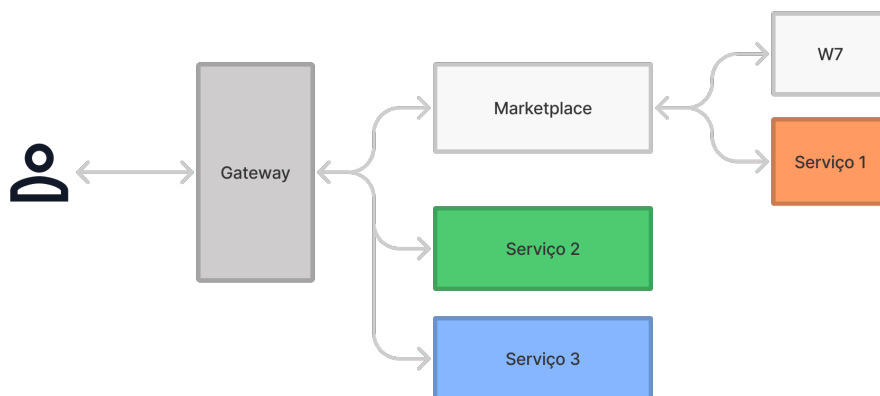 W7
Marketplace
Serviço 1
Gateway
Serviço 2
Serviço 3